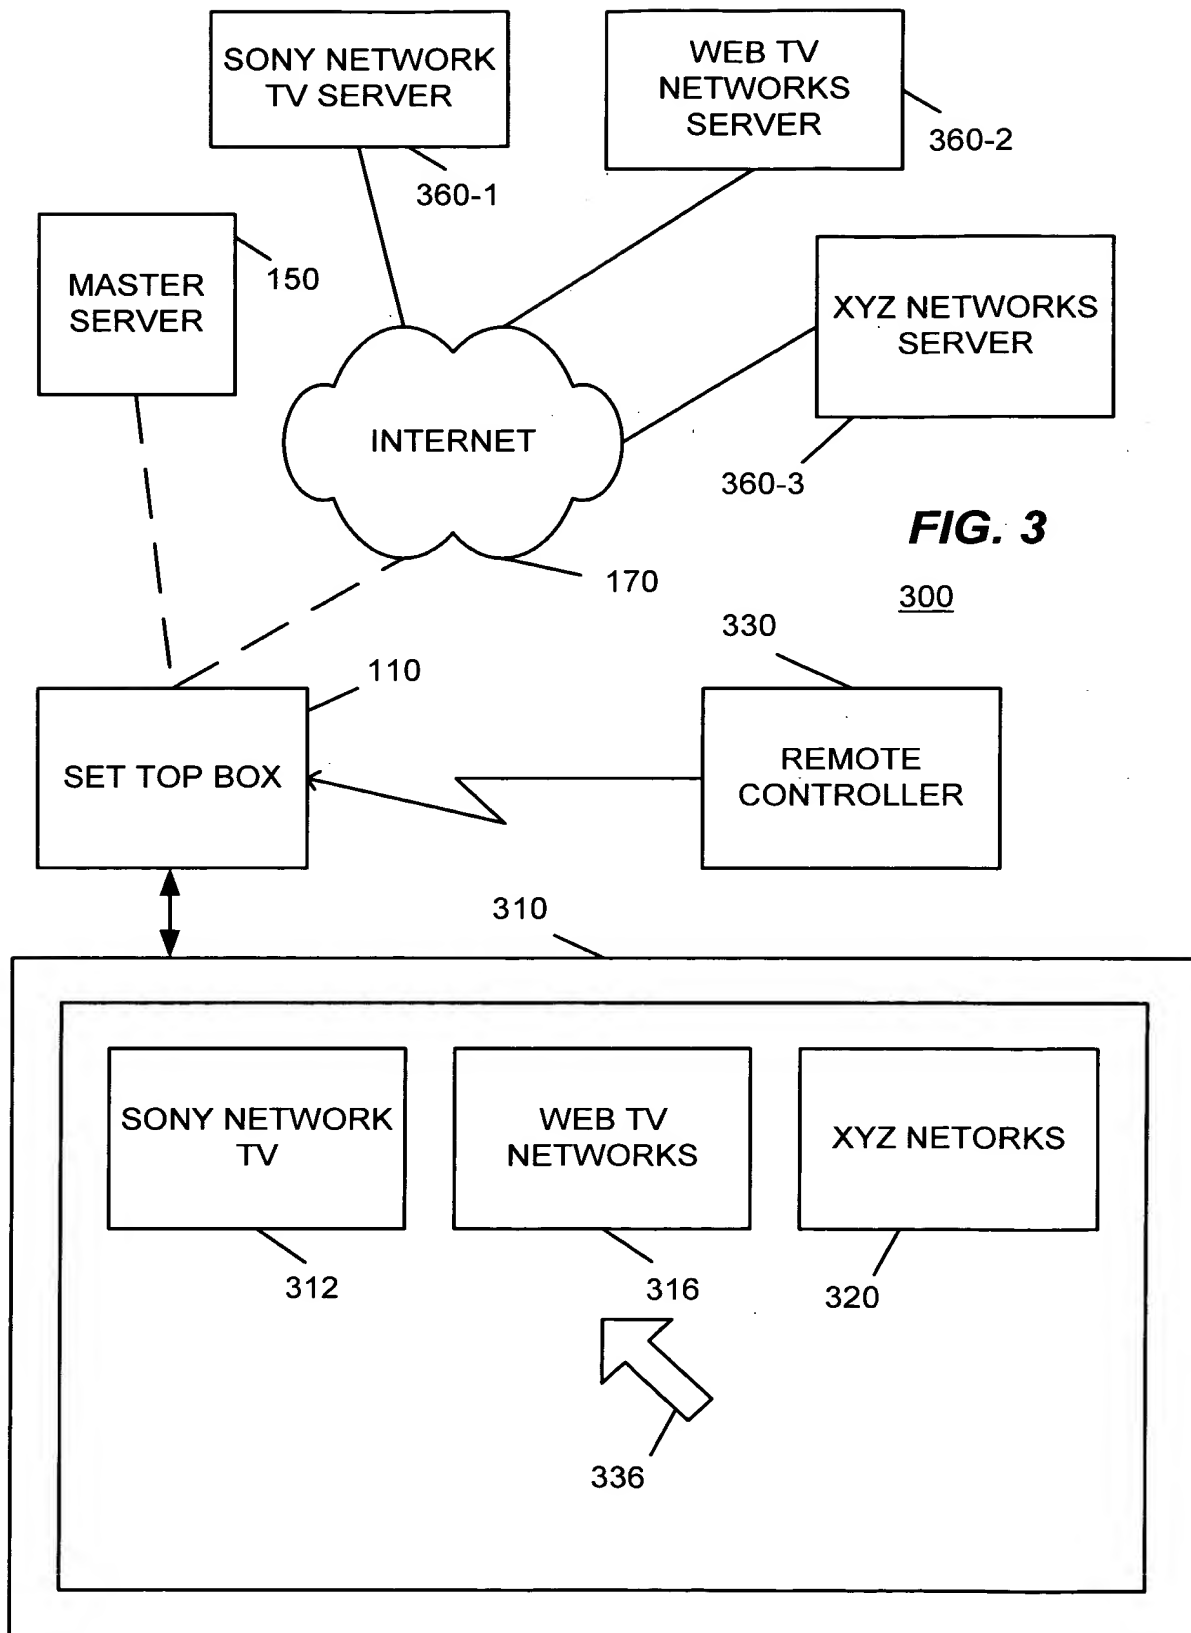 SONY NETWORK
TV SERVER
360-1
WEB TV
NETWORKS
SERVER
360-2
MASTER
SERVER
150
XYZ NETWORKS
SERVER
360-3
INTERNET
170
FIG. 3
300
330
110
SET TOP BOX
REMOTE
CONTROLLER
310
SONY NETWORK
TV
312
WEB TV
NETWORKS
316
XYZ NETORKS
320
336